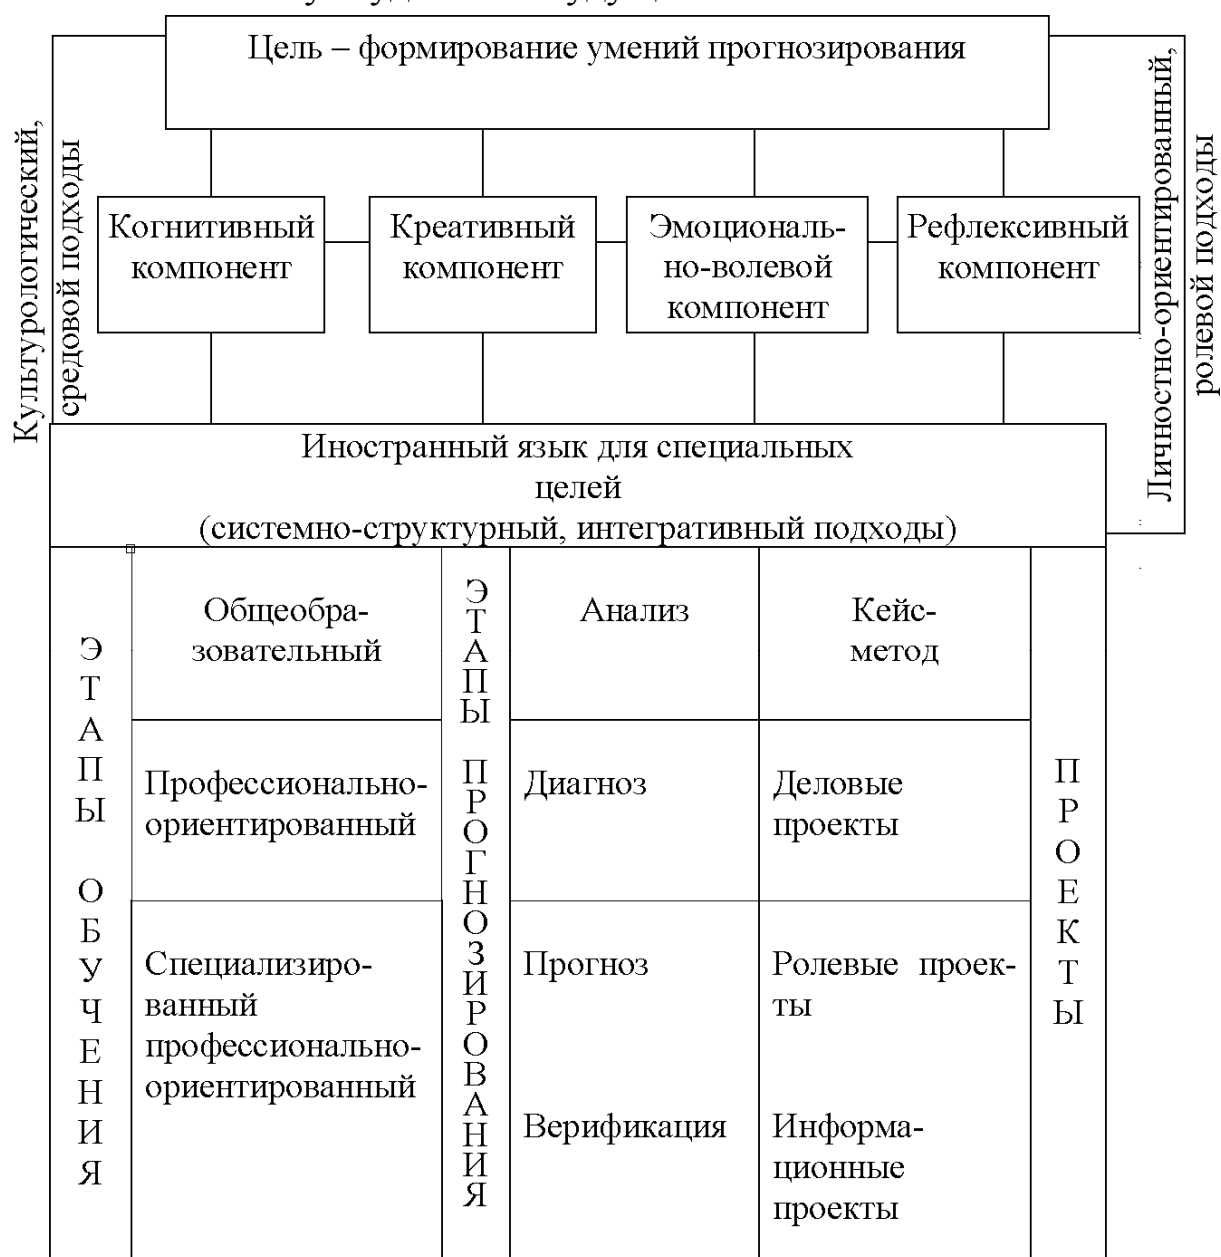 Цель – формирование умений прогнозирования
Культурологический,
средовой подходы
Личностно-ориентированный,
ролевой подходы
Когнитивный
компонент
Креативный
компонент
Эмоциональ-
но-волевой
компонент
Рефлексивный
компонент
Иностранный язык для специальных
целей
(системно-структурный, интегративный подходы)
ЭТАПЫ ОБУЧЕНИЯ
Общеобра-
зовательный
Профессионально-
ориентированный
Специализиро-
ванный
профессионально-
ориентированный
ЭТАПЫ ПРОГНОЗИРОВАНИЯ
Анализ
Диагноз
Прогноз
Верификация
Кейс-
метод
Деловые
проекты
Ролевые проек-
ты
Информа-
ционные
проекты
ПРОЕКТЫ